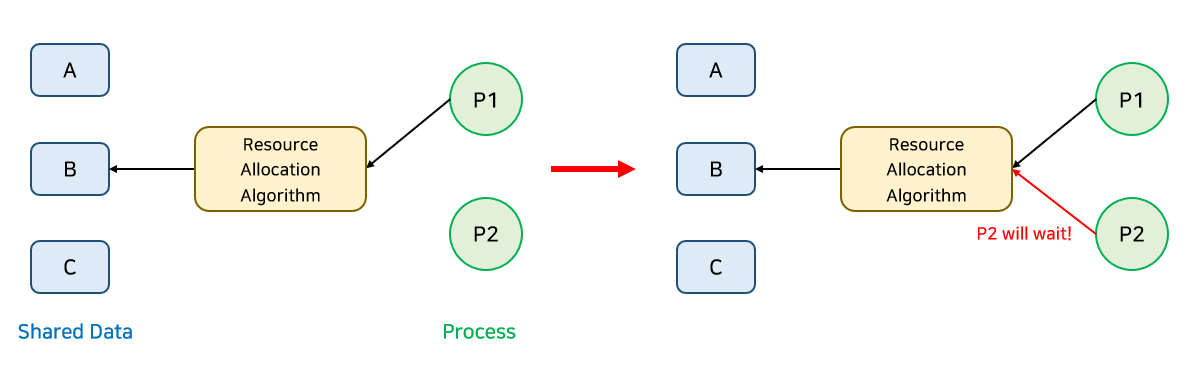 A
B
C
Resource
Allocation
Algorithm
P1
P2
Shared Data
Process
A
B
C
Resource
Allocation
Algorithm
P1
P2
P2 will wait!